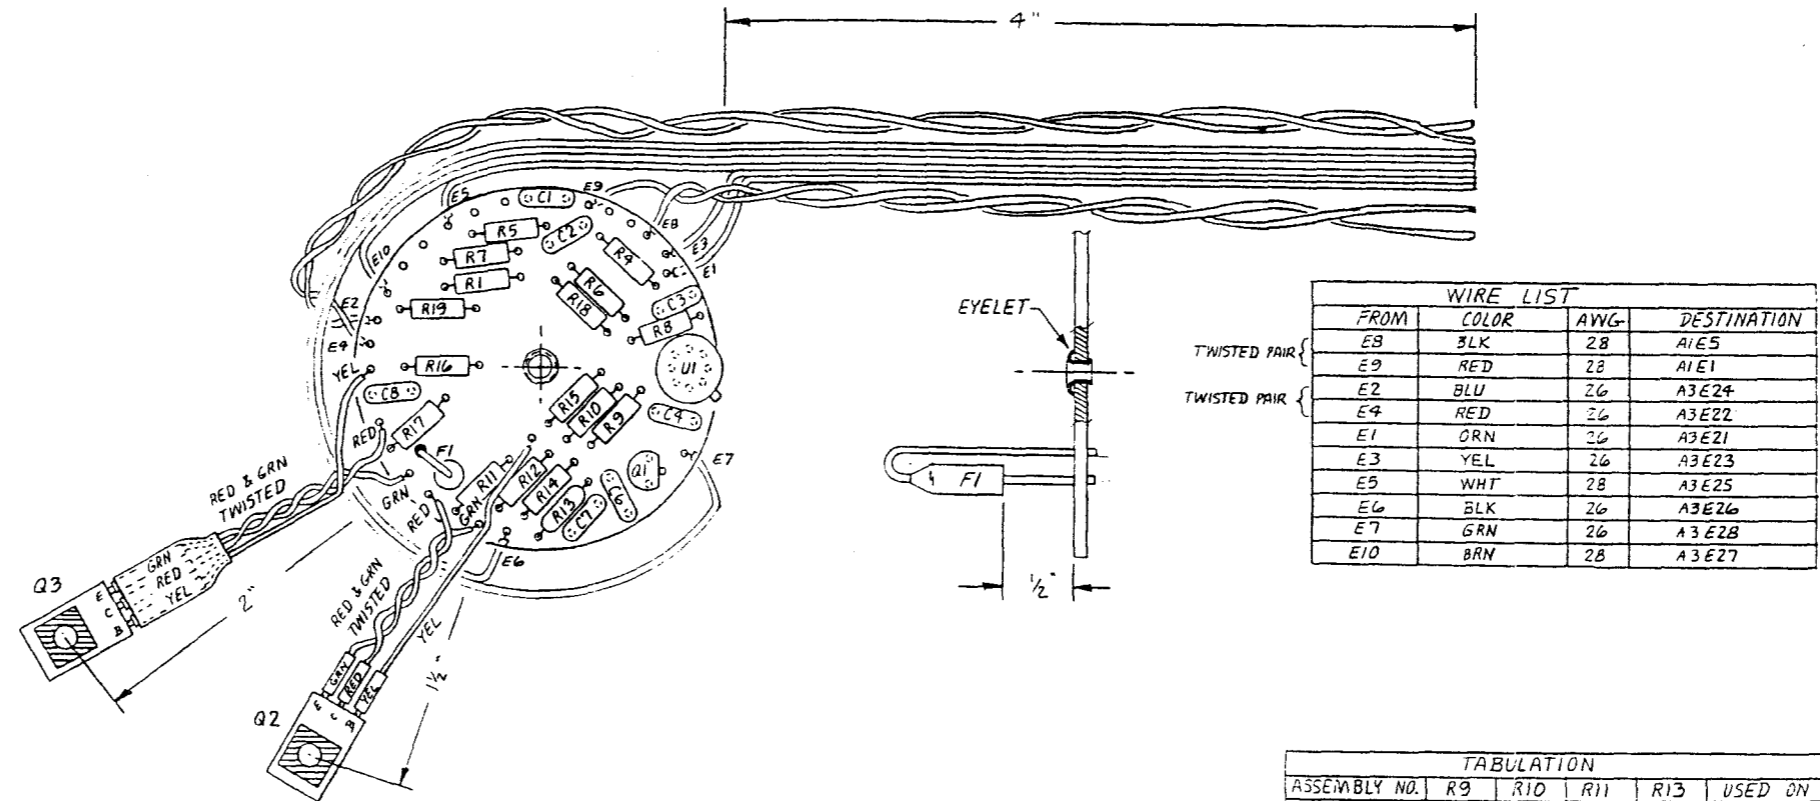 4"
E5
C1
E9
R5
C2
E8
E10
R7
R4
E3
R1
R6
E1
E2
R19
R18
C3
R8
E4
YEL
R16
U1
C8
R15
R10
R9
C4
RED
R17
F1
Q1
E7
RED & GRN
TWISTED
GRN
R11
R12
R14
C6
RED
GRN
R13
C7
E6
Q3
GRN
RED
YEL
E
C
B
2"
RED & GRN
TWISTED
YEL
1½"
GRN
RED
YEL
E
C
B
Q2
EYELET
F1
½"
WIRE LIST
FROM COLOR AWG DESTINATION
TWISTED PAIR
E8 BLK 28 A1E5
E9 RED 28 A1E1
TWISTED PAIR
E2 BLU 26 A3E24
E4 RED 26 A3E22
E1 ORN 26 A3E21
E3 YEL 26 A3E23
E5 WHT 28 A3E25
E6 BLK 26 A3E26
E7 GRN 26 A3E28
E10 BRN 28 A3E27
TABULATION
ASSEMBLY NO. R9 R10 R11 R13 USED ON